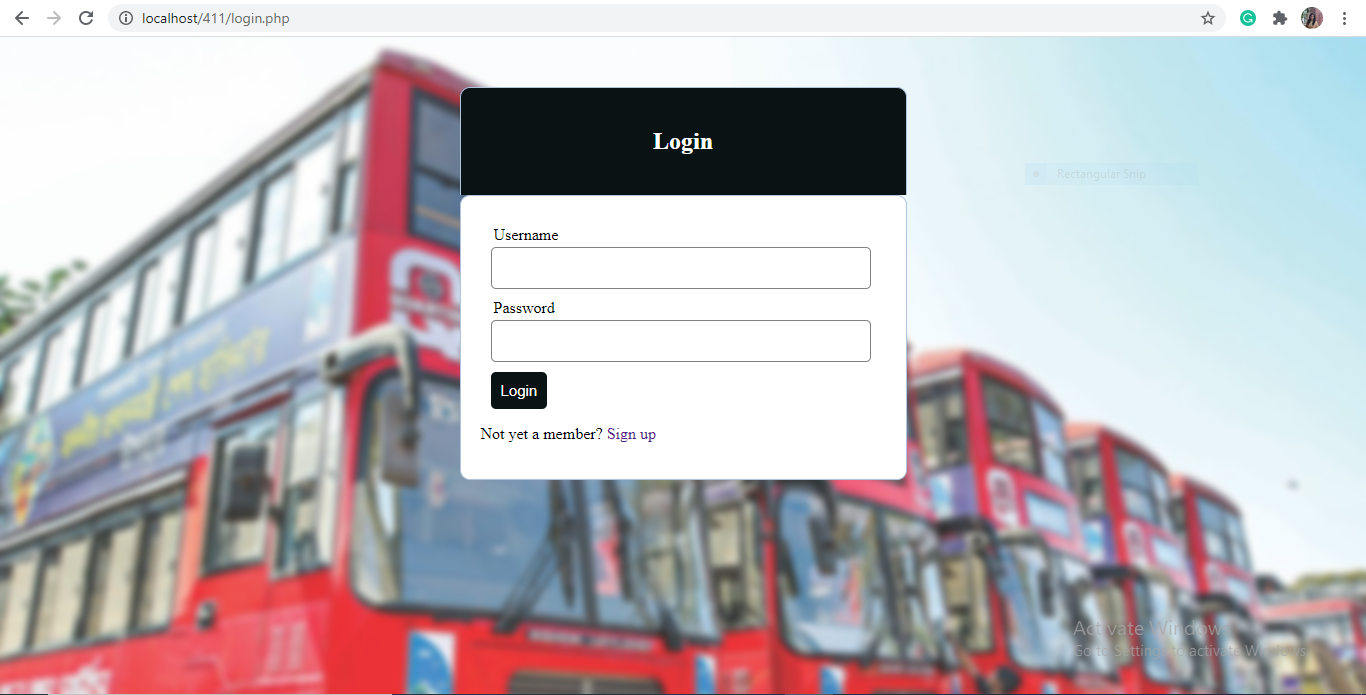 localhost/411/login.php
Login
Rectangular Snip
Username
Password
Login
Not yet a member? Sign up
Activate Windows
Go to Settings to activate Windows.